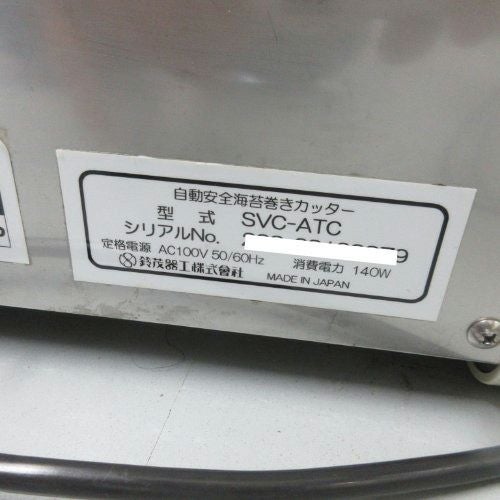 自動安全海苔巻きカッター
型式 SVC-ATC
シリアルNo.
定格電源 AC100V 50/60Hz 消費電力 140W
鈴茂器工株式會社 MADE IN JAPAN